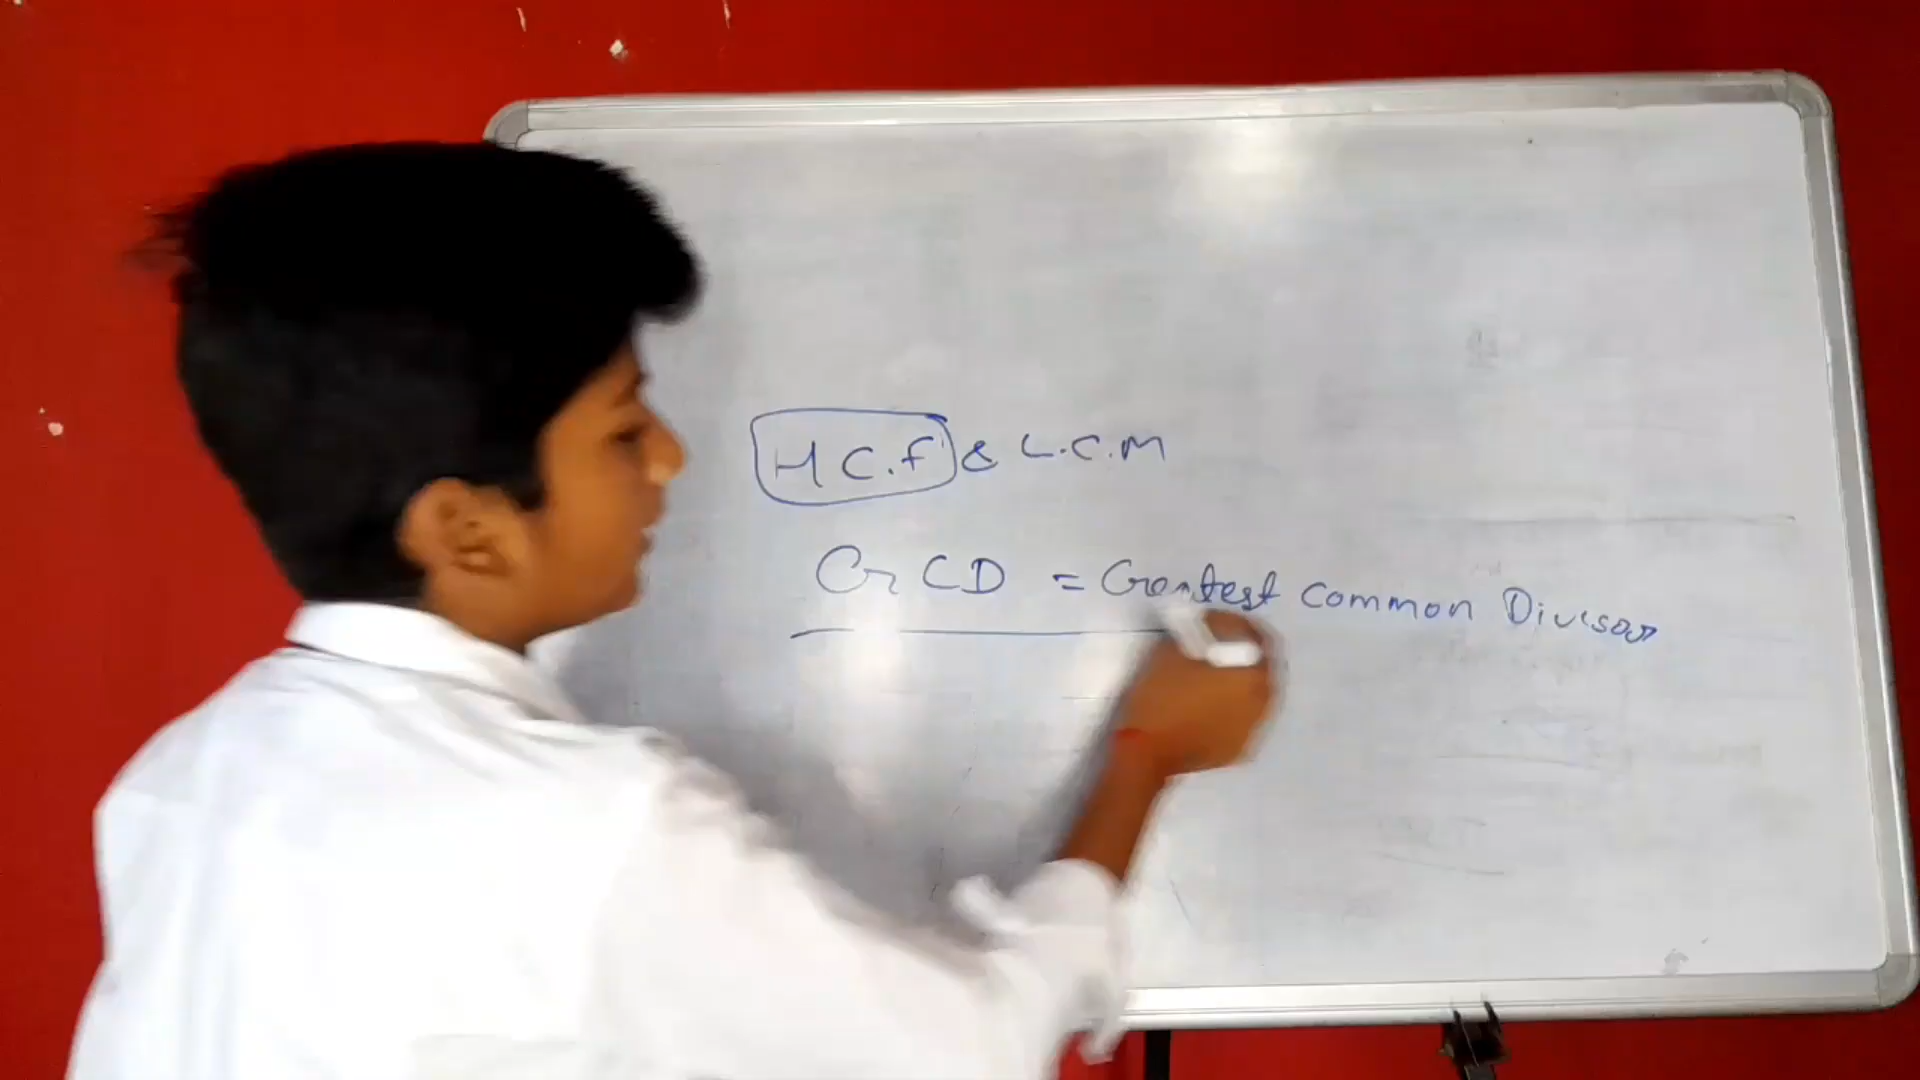 H C.F & L.C.M
GCD = Greatest Common Divisor